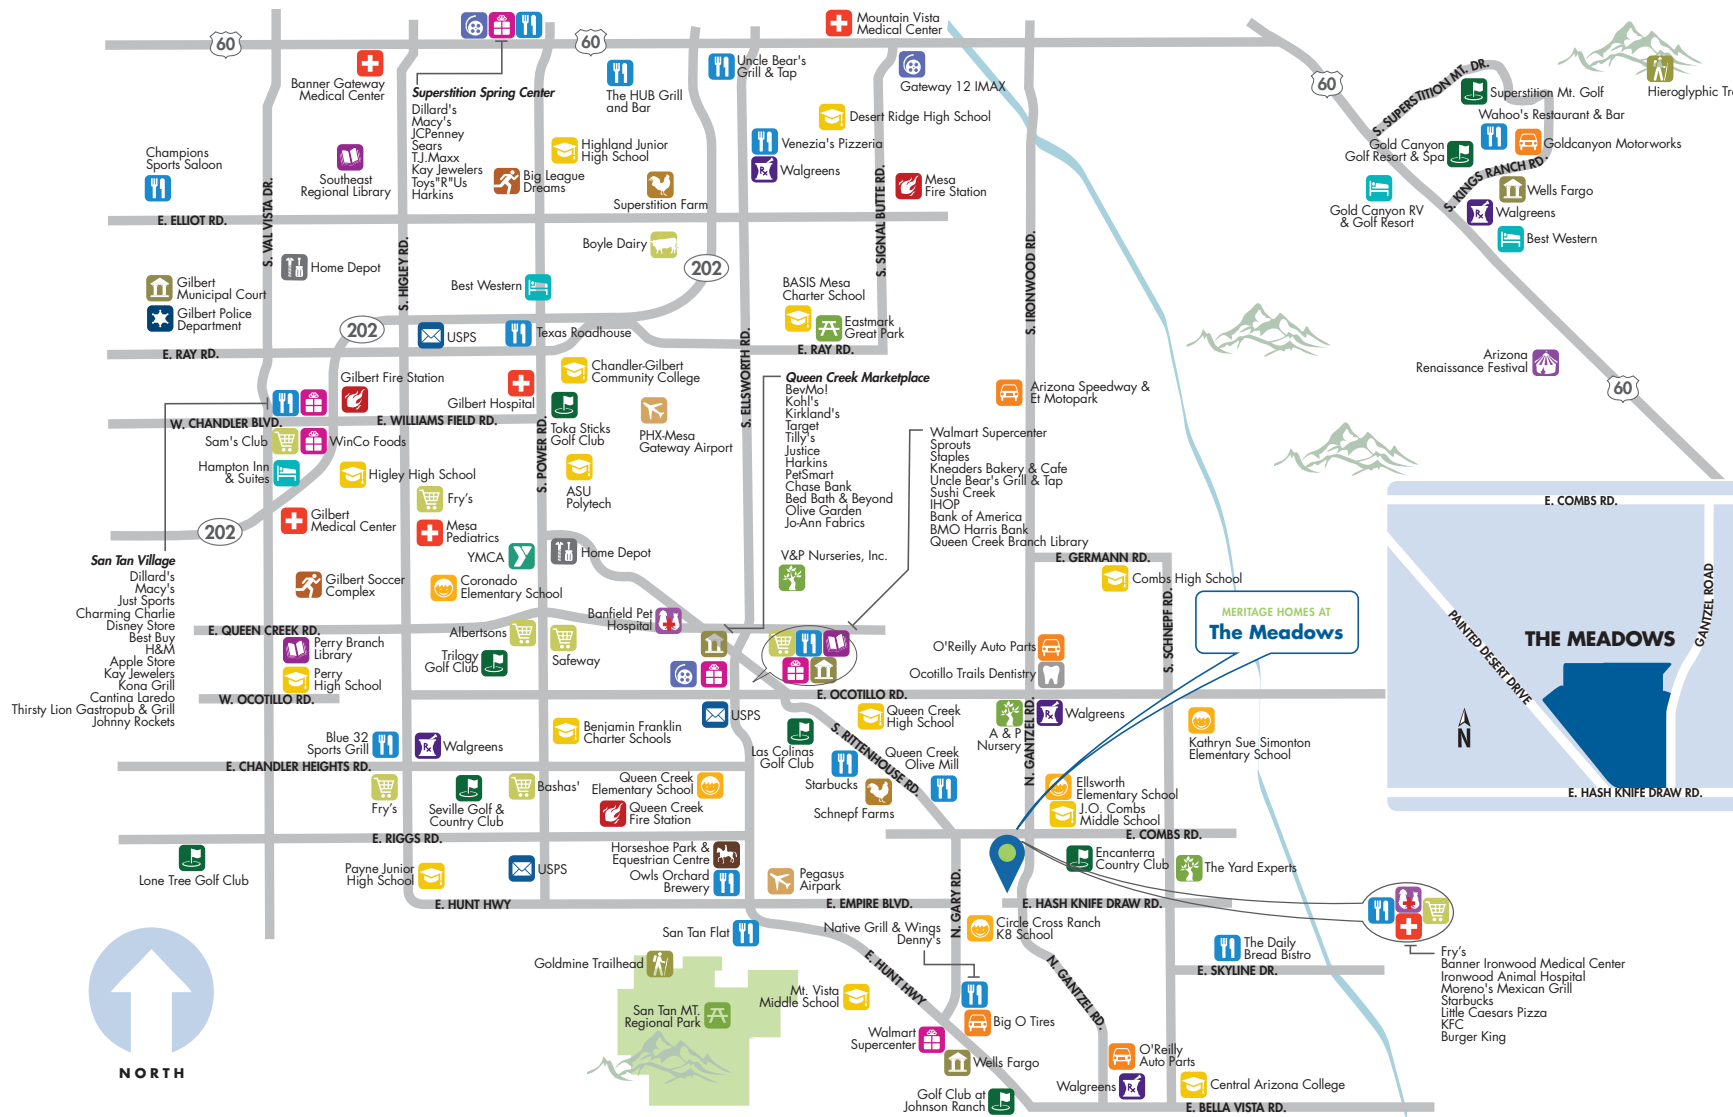 60
60
60
Mountain Vista
Medical Center
Banner Gateway
Medical Center
Superstition Spring Center
Dillard's
Macy's
JCPenney
Sears
T.J.Maxx
Kay Jewelers
Toys"R"Us
Harkins
The HUB Grill
and Bar
Uncle Bear's
Grill & Tap
Gateway 12 IMAX
Desert Ridge High School
Venezia's Pizzeria
Walgreens
Highland Junior
High School
Big League
Dreams
Superstition Farm
Mesa
Fire Station
Champions
Sports Saloon
Southeast
Regional Library
S. SUPERSTITION MT. DR.
Superstition Mt. Golf
Hieroglyphic Tr
Wahoo's Restaurant & Bar
Gold Canyon
Golf Resort & Spa
Goldcanyon Motorworks
S. KINGS RANCH RD.
Wells Fargo
Walgreens
Gold Canyon RV
& Golf Resort
Best Western
E. ELLIOT RD.
S. VAL VISTA DR.
S. HIGLEY RD.
S. SIGNAL BUTTE RD.
S. IRONWOOD RD.
Boyle Dairy
202
Home Depot
Gilbert
Municipal Court
Gilbert Police
Department
Best Western
BASIS Mesa
Charter School
Eastmark
Great Park
202
USPS
Texas Roadhouse
E. RAY RD.
E. RAY RD.
S. ELLSWORTH RD.
Arizona
Renaissance Festival
60
Gilbert Fire Station
Gilbert Hospital
Chandler-Gilbert
Community College
Toka Sticks
Golf Club
PHX-Mesa
Gateway Airport
ASU
Polytech
S. POWER RD.
W. CHANDLER BLVD.
E. WILLIAMS FIELD RD.
Sam's Club
WinCo Foods
Hampton Inn
& Suites
Higley High School
Fry's
Gilbert
Medical Center
Mesa
Pediatrics
YMCA
Home Depot
202
Queen Creek Marketplace
BevMo!
Kohl's
Kirkland's
Target
Tilly's
Justice
Harkins
PetSmart
Chase Bank
Bed Bath & Beyond
Olive Garden
Jo-Ann Fabrics
Arizona Speedway &
Et Motopark
Walmart Supercenter
Sprouts
Staples
Kneaders Bakery & Cafe
Uncle Bear's Grill & Tap
Sushi Creek
IHOP
Bank of America
BMO Harris Bank
Queen Creek Branch Library
V&P Nurseries, Inc.
San Tan Village
Dillard's
Macy's
Just Sports
Charming Charlie
Disney Store
Best Buy
H&M
Apple Store
Kay Jewelers
Kona Grill
Cantina Laredo
Thirsty Lion Gastropub & Grill
Johnny Rockets
Gilbert Soccer
Complex
Coronado
Elementary School
E. GERMANN RD.
Combs High School
S. SCHNEPF RD.
MERITAGE HOMES AT
The Meadows
E. COMBS RD.
PAINTED DESERT DRIVE
THE MEADOWS
GANTZEL ROAD
N
E. HASH KNIFE DRAW RD.
E. QUEEN CREEK RD.
Perry Branch
Library
Perry
High School
Albertsons
Trilogy
Golf Club
Safeway
Banfield Pet
Hospital
O'Reilly Auto Parts
Ocotillo Trails Dentistry
W. OCOTILLO RD.
E. OCOTILLO RD.
Blue 32
Sports Grill
Walgreens
Benjamin Franklin
Charter Schools
USPS
Las Colinas
Golf Club
Queen Creek
High School
A & P
Nursery
N. GANTZEL RD.
Walgreens
Kathryn Sue Simonton
Elementary School
S. RITTENHOUSE RD.
Starbucks
Queen Creek
Olive Mill
Schnepf Farms
E. CHANDLER HEIGHTS RD.
Fry's
Seville Golf &
Country Club
Bashas'
Queen Creek
Elementary School
Queen Creek
Fire Station
Ellsworth
Elementary School
J.O. Combs
Middle School
E. COMBS RD.
E. RIGGS RD.
Lone Tree Golf Club
Payne Junior
High School
USPS
Horseshoe Park &
Equestrian Centre
Owls Orchard
Brewery
Pegasus
Airpark
Encanterra
Country Club
The Yard Experts
E. HUNT HWY
E. EMPIRE BLVD.
N. GARY RD.
E. HASH KNIFE DRAW RD.
San Tan Flat
Native Grill & Wings
Denny's
Circle Cross Ranch
K8 School
The Daily
Bread Bistro
E. SKYLINE DR.
Fry's
Banner Ironwood Medical Center
Ironwood Animal Hospital
Moreno's Mexican Grill
Starbucks
Little Caesars Pizza
KFC
Burger King
Goldmine Trailhead
San Tan MT.
Regional Park
Mt. Vista
Middle School
E. HUNT HWY
N. GANTZEL RD.
Big O Tires
Walmart
Supercenter
Wells Fargo
O'Reilly
Auto Parts
Walgreens
Central Arizona College
Golf Club at
Johnson Ranch
E. BELLA VISTA RD.
NORTH